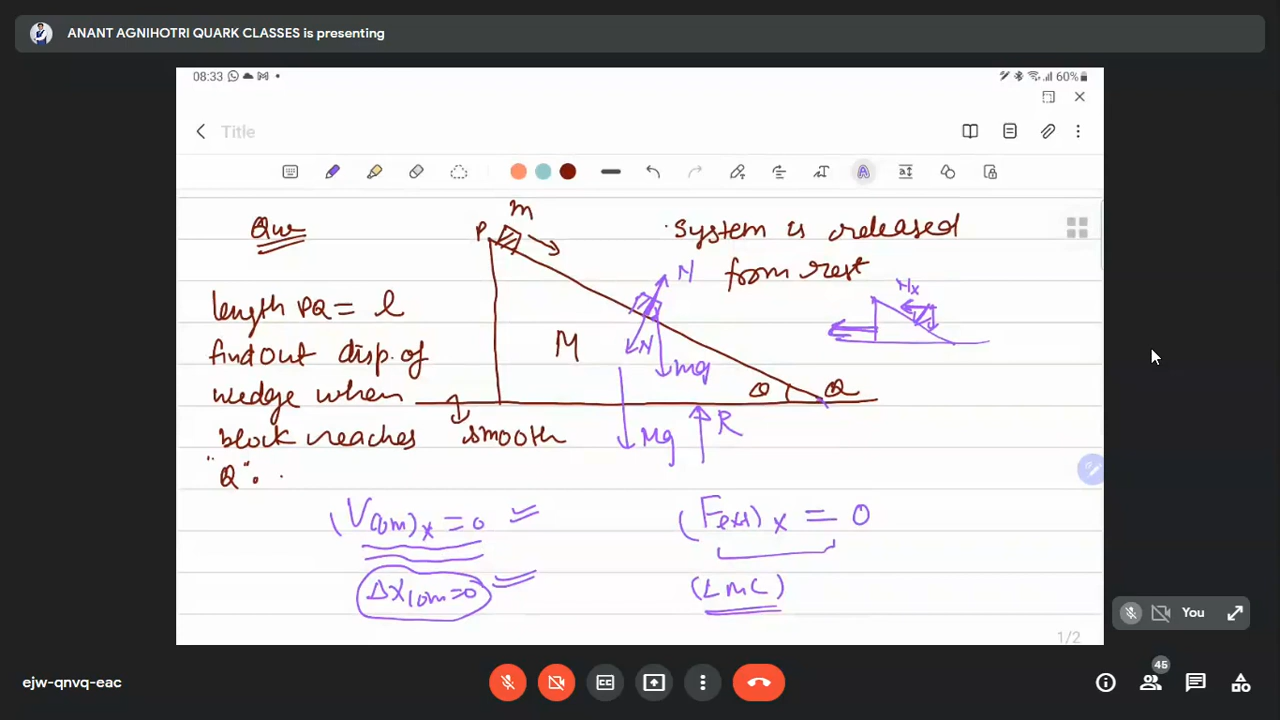 ANANT AGNIHOTRI QUARK CLASSES is presenting
08:33
60%
Title
Que
m
P
System is released
from rest
N
Nx
length PQ = l
find out disp. of
M
N
mg
wedge when
θ
Q
block reaches
smooth
Mg
R
"Q".
(Vcom)x = 0
(Fext)x = 0
ΔXcom=0
(LMC)
You
1/2
ejw-qnvq-eac
CC
45